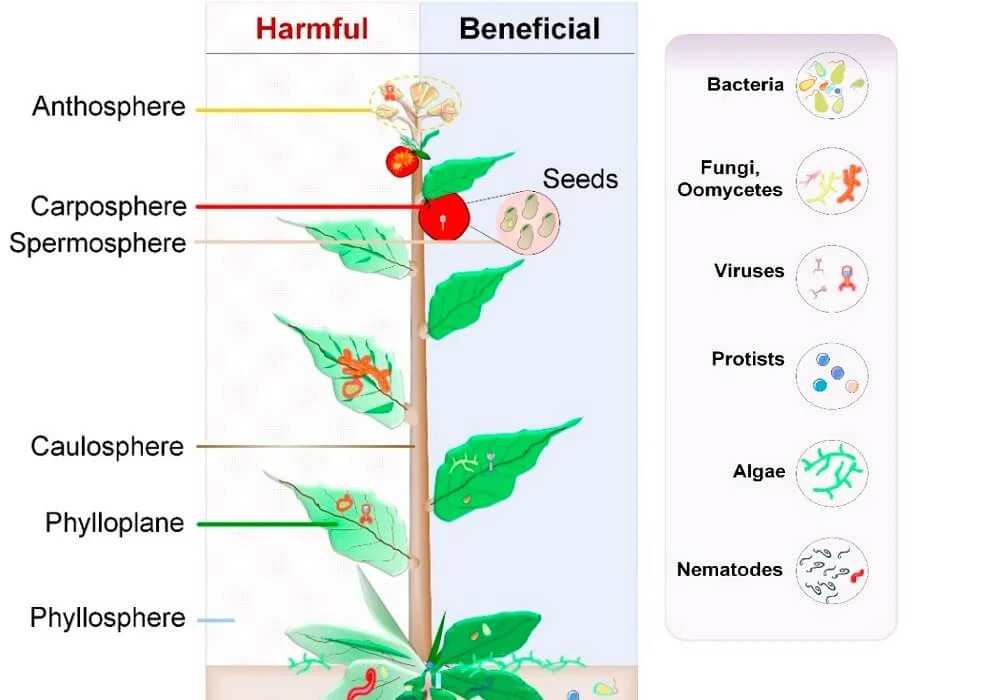 Harmful
Beneficial
Anthosphere
Seeds
Carposphere
Spermosphere
Caulosphere
Phylloplane
Phyllosphere
Bacteria
Fungi,
Oomycetes
Viruses
Protists
Algae
Nematodes